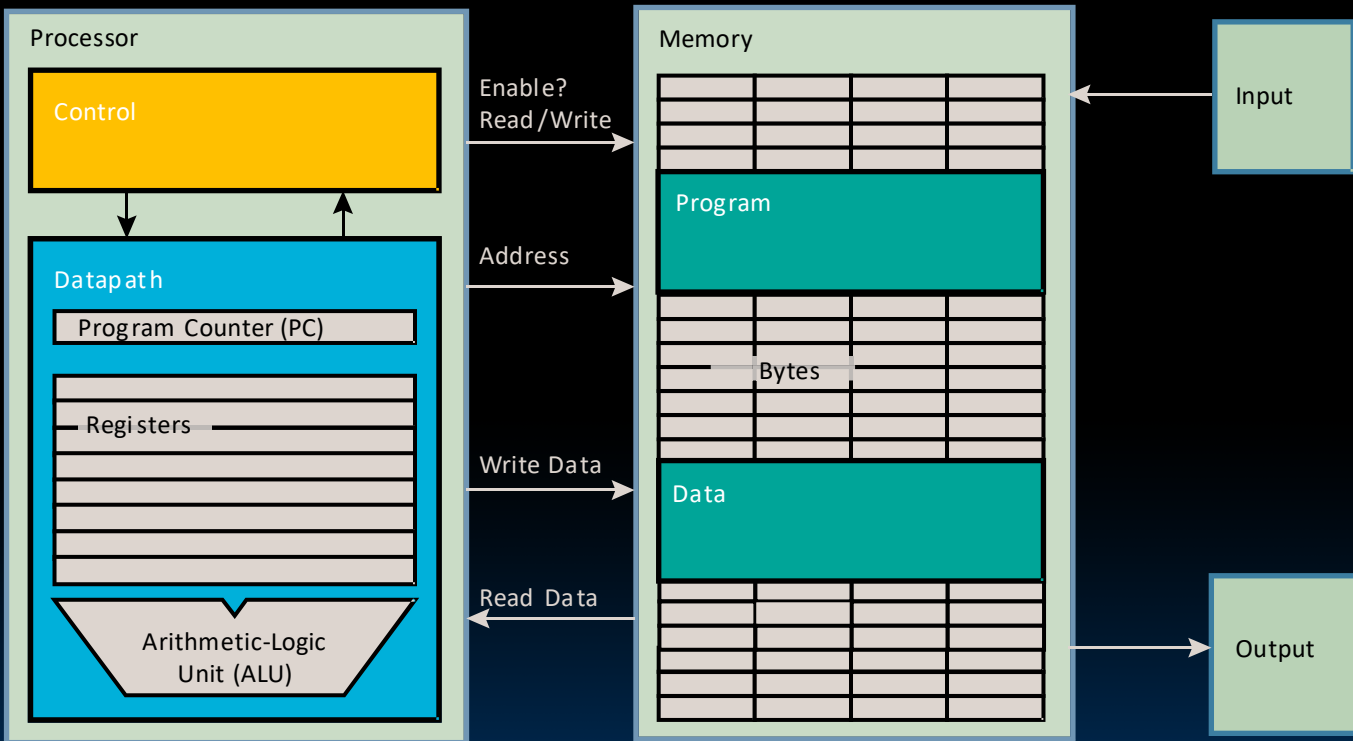 Processor
Control
Datapath
Program Counter (PC)
Registers
Arithmetic-Logic
Unit (ALU)
Enable?
Read/Write
Address
Write Data
Read Data
Memory
Program
Bytes
Data
Input
Output